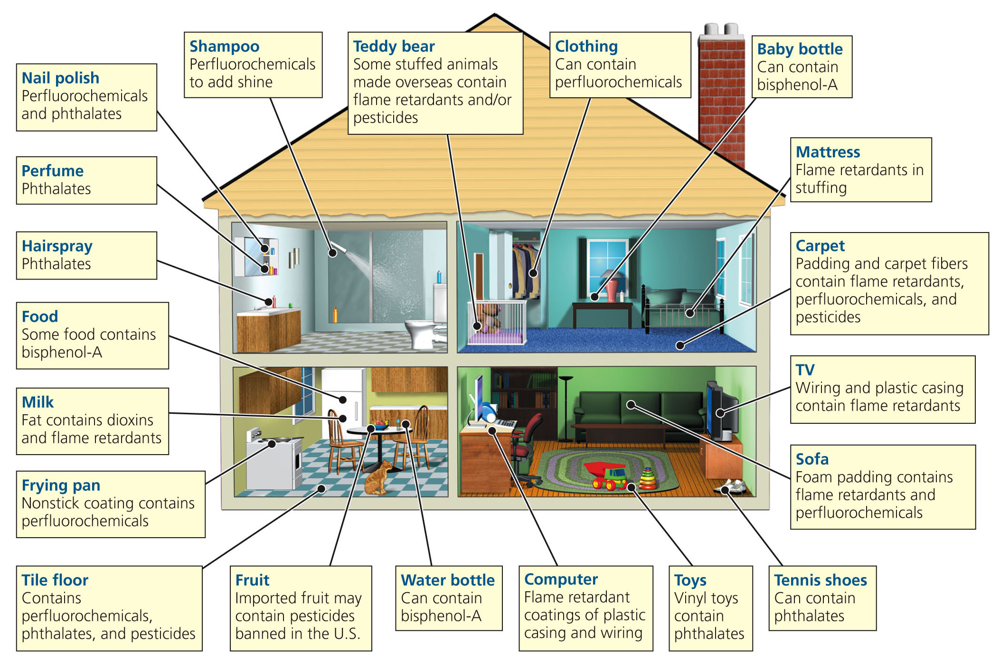 Shampoo
Perfluorochemicals
to add shine
Teddy bear
Some stuffed animals
made overseas contain
flame retardants and/or
pesticides
Clothing
Can contain
perfluorochemicals
Baby bottle
Can contain
bisphenol-A
Nail polish
Perfluorochemicals
and phthalates
Perfume
Phthalates
Hairspray
Phthalates
Food
Some food contains
bisphenol-A
Milk
Fat contains dioxins
and flame retardants
Frying pan
Nonstick coating contains
perfluorochemicals
Mattress
Flame retardants in
stuffing
Carpet
Padding and carpet fibers
contain flame retardants,
perfluorochemicals, and
pesticides
TV
Wiring and plastic casing
contain flame retardants
Sofa
Foam padding contains
flame retardants and
perfluorochemicals
Tile floor
Contains
perfluorochemicals,
phthalates, and pesticides
Fruit
Imported fruit may
contain pesticides
banned in the U.S.
Water bottle
Can contain
bisphenol-A
Computer
Flame retardant
coatings of plastic
casing and wiring
Toys
Vinyl toys
contain
phthalates
Tennis shoes
Can contain
phthalates